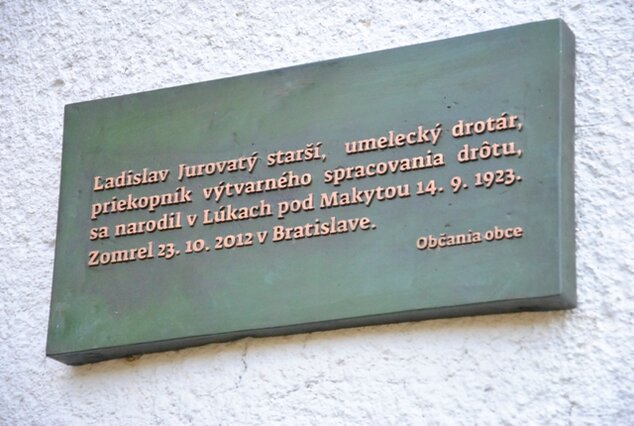 Ladislav Jurovatý starší, umelecký drotár,
priekopník výtvarného spracovania drôtu,
sa narodil v Lúkach pod Makytou 14. 9. 1923.
Zomrel 23. 10. 2012 v Bratislave.
Občania obce